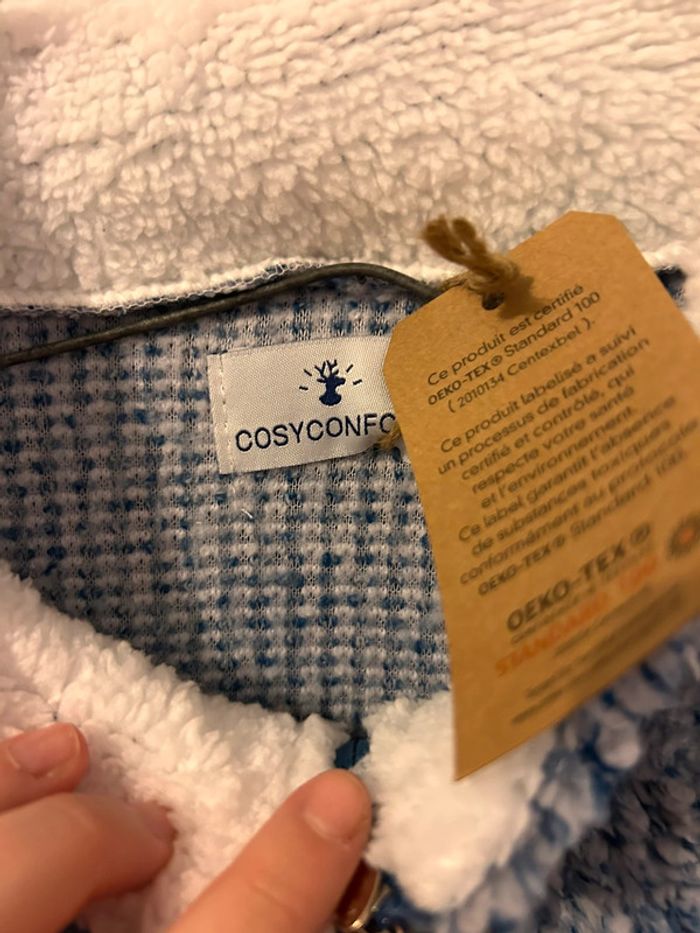 COSYCONFO
Ce produit est certifié
OEKO-TEX® Standard 100
( 2010134 Centexbel ).
Ce produit labelisé a suivi
un processus de fabrication
certifié et contrôlé, qui
respecte votre santé
et l'environnement.
Ce label garantit l'absence
de substances toxiques
conformément au
OEKO-TEX® Standard 100.
OEKO-TEX®
STANDARD 100